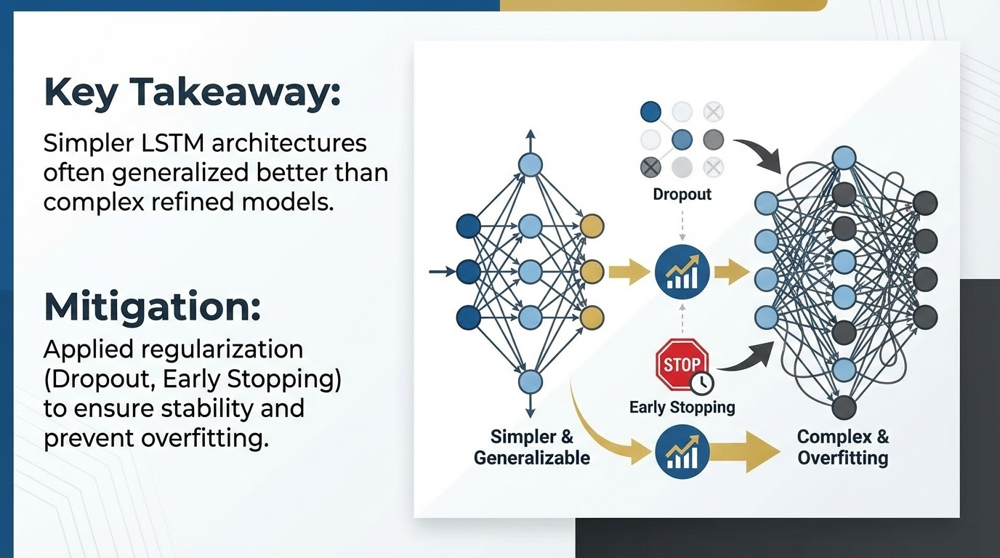 Key Takeaway:
Simpler LSTM architectures
often generalized better than
complex refined models.
Mitigation:
Applied regularization
(Dropout, Early Stopping)
to ensure stability and
prevent overfitting.
Dropout
STOP
Early Stopping
Simpler &
Generalizable
Complex &
Overfitting